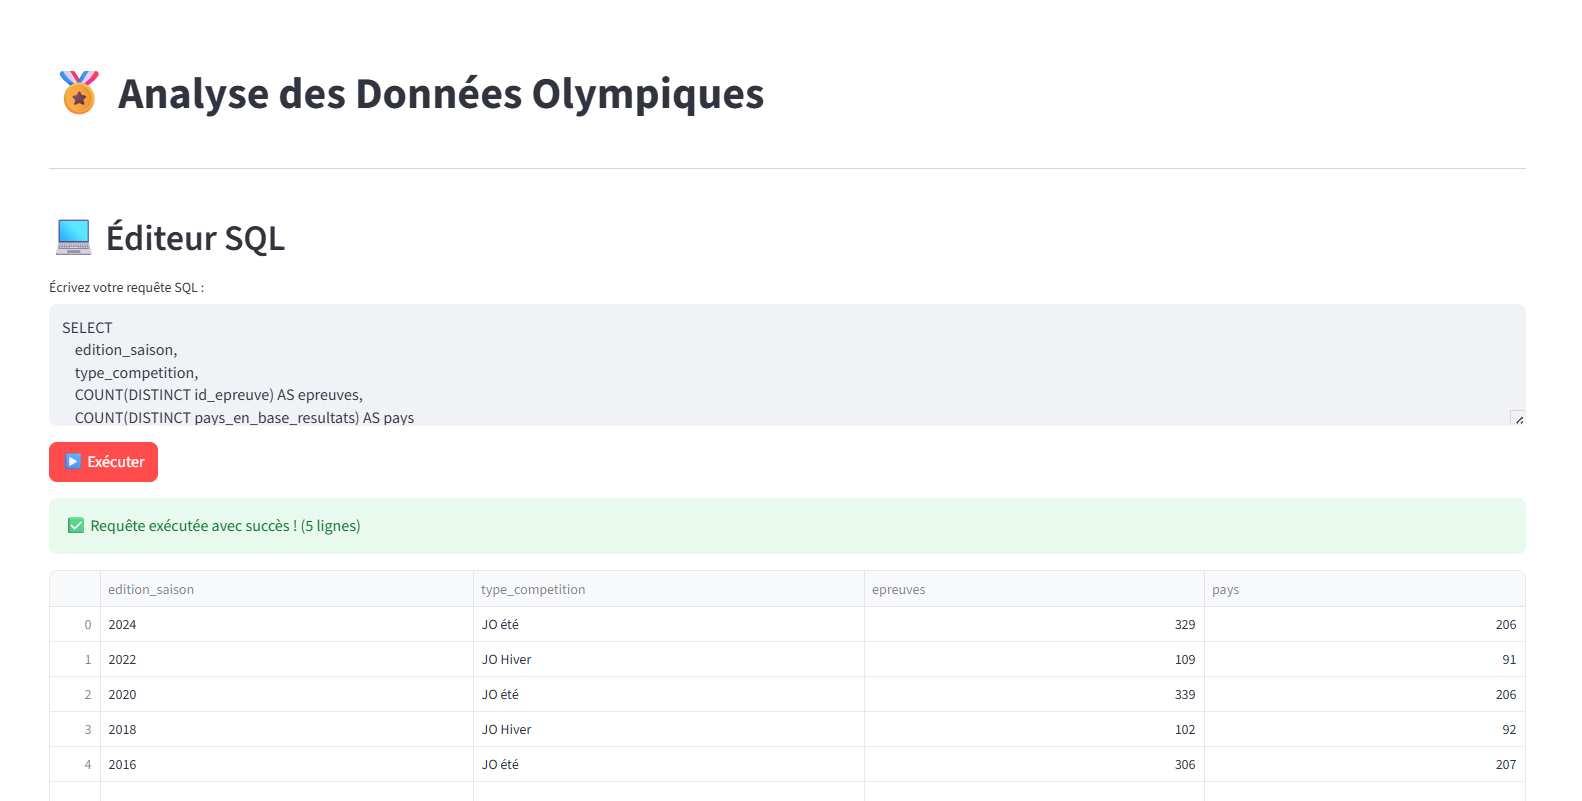 Analyse des Données Olympiques
Éditeur SQL
Écrivez votre requête SQL :
SELECT
edition_saison,
type_competition,
COUNT(DISTINCT id_epreuve) AS epreuves,
COUNT(DISTINCT pays_en_base_resultats) AS pays
Exécuter
Requête exécutée avec succès ! (5 lignes)
edition_saison type_competition epreuves pays
0 2024 JO été 329 206
1 2022 JO Hiver 109 91
2 2020 JO été 339 206
3 2018 JO Hiver 102 92
4 2016 JO été 306 207